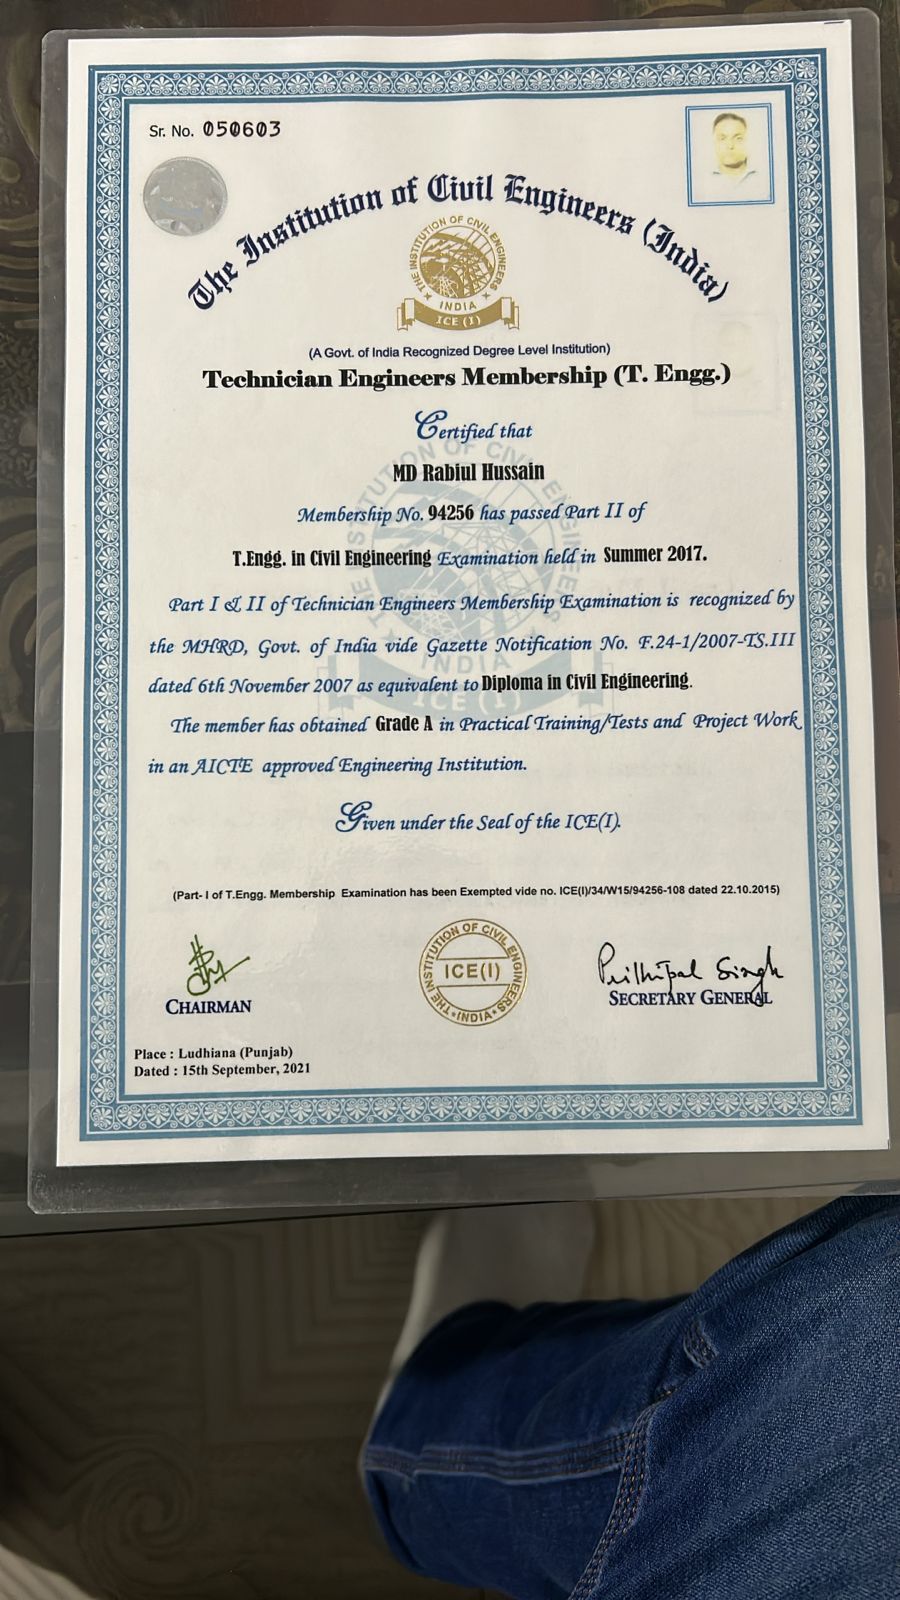 Sr. No. 050603
The Institution of Civil Engineers (India)
THE INSTITUTION OF CIVIL ENGINEERS
INDIA
ICE (I)
(A Govt. of India Recognized Degree Level Institution)
Technician Engineers Membership (T. Engg.)
Certified that
MD Rabiul Hussain
Membership No. 94256 has passed Part II of
T.Engg. in Civil Engineering Examination held in Summer 2017.
Part I & II of Technician Engineers Membership Examination is recognized by
the MHRD, Govt. of India vide Gazette Notification No. F.24-1/2007-TS.III
dated 6th November 2007 as equivalent to Diploma in Civil Engineering.
The member has obtained Grade A in Practical Training/Tests and Project Work
in an AICTE approved Engineering Institution.
Given under the Seal of the ICE(I).
(Part- I of T.Engg. Membership Examination has been Exempted vide no. ICE(I)/34/W15/94256-108 dated 22.10.2015)
THE INSTITUTION OF CIVIL ENGINEERS
ICE(I)
INDIA
Prithipal Singh
CHAIRMAN
SECRETARY GENERAL
Place : Ludhiana (Punjab)
Dated : 15th September, 2021